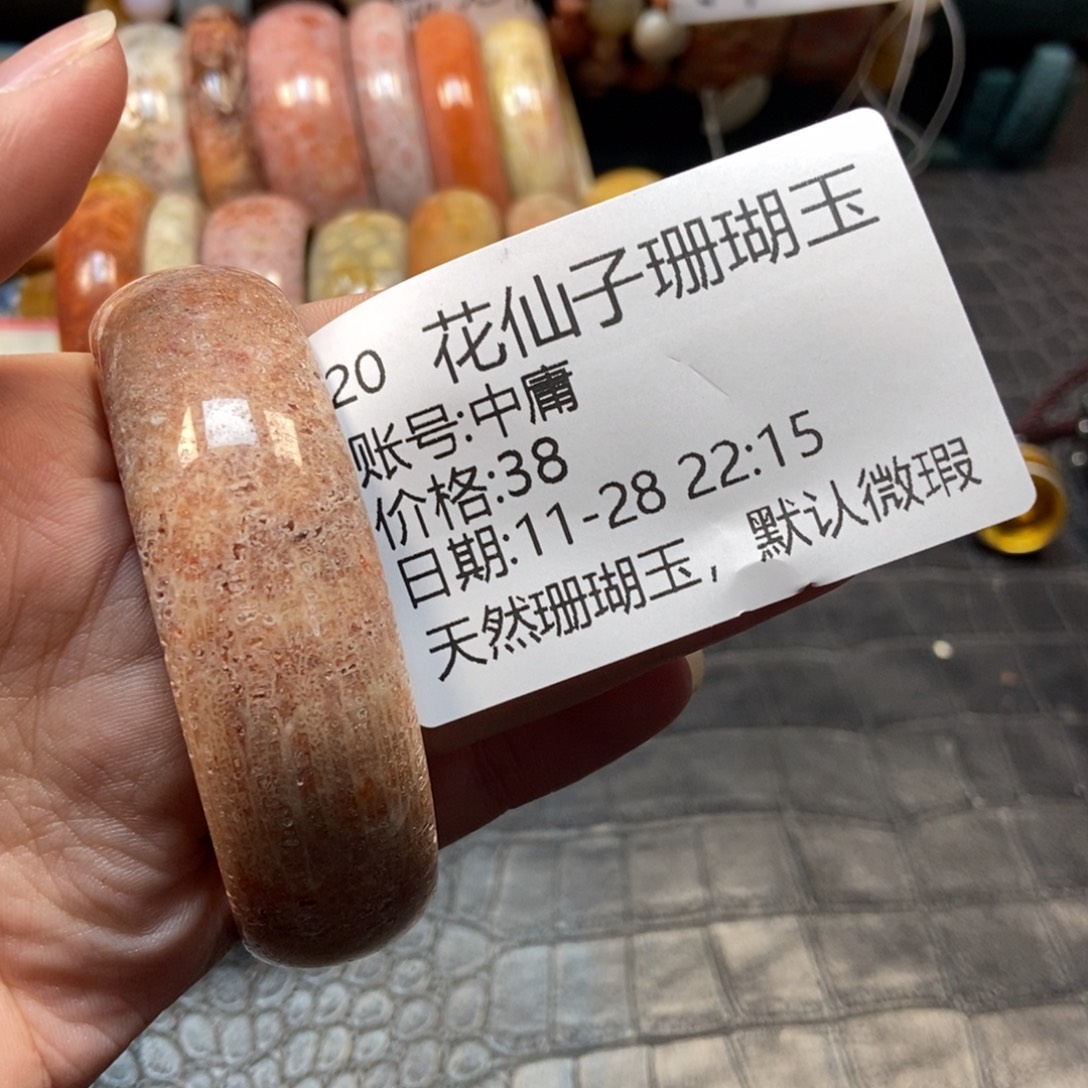 20 花仙子珊瑚玉
账号:中庸
价格:38
日期:11-28 22:15
天然珊瑚玉，默认微瑕